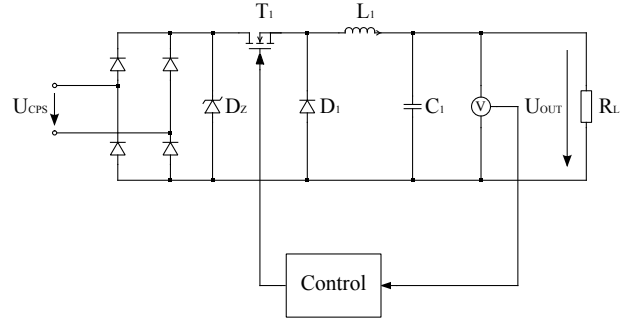 T1
L1
UCPS
DZ
D1
C1
V
UOUT
RL
Control